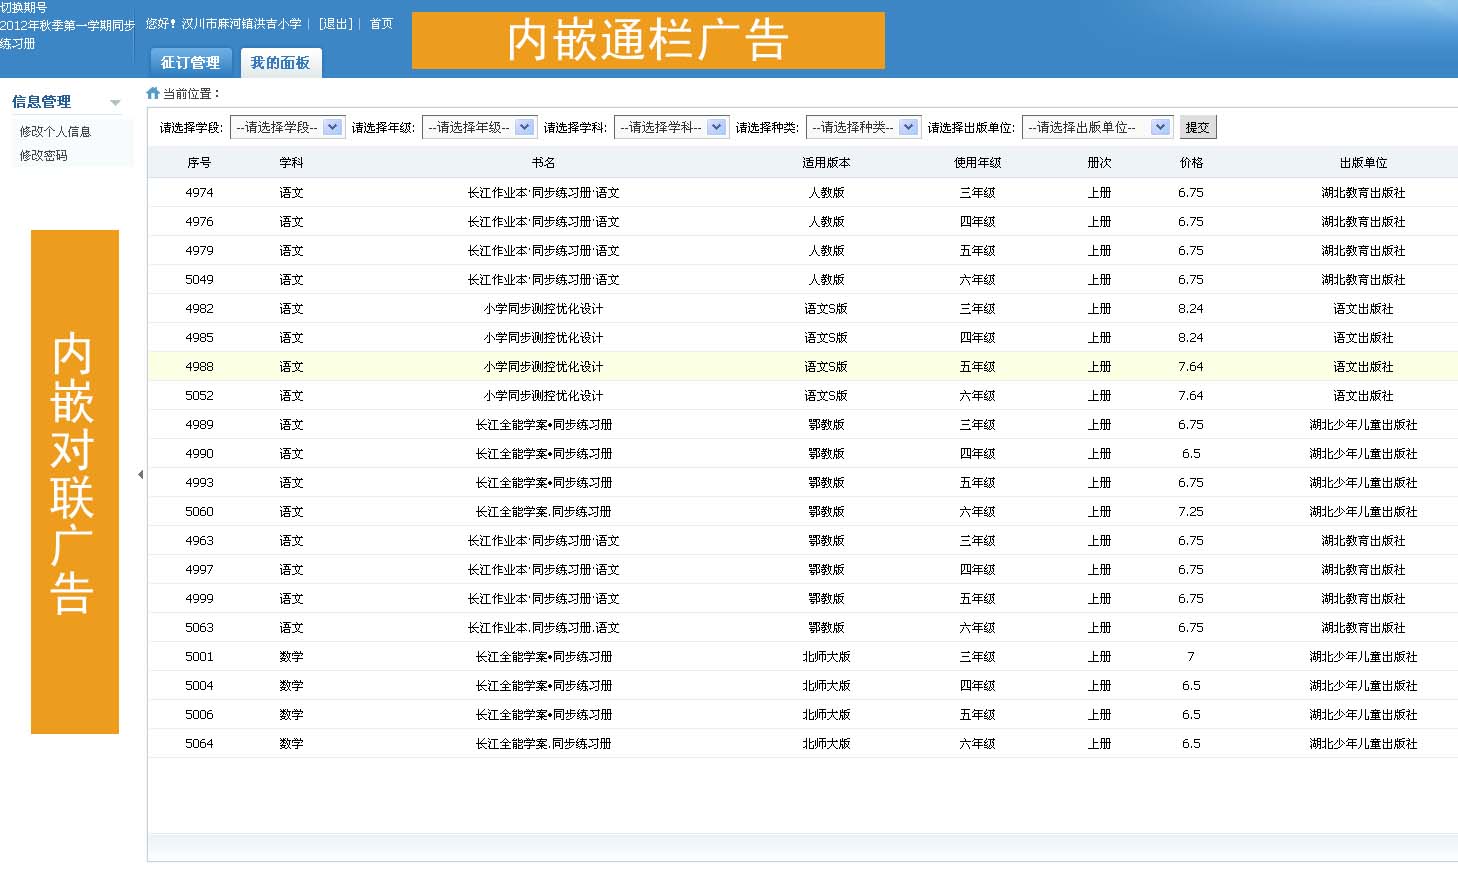 切换期号
2012年秋季第一学期同步
练习册
您好! 汉川市麻河镇洪吉小学| [退出]| 首页
内嵌通栏广告
征订管理 我的面板
信息管理
修改个人信息
修改密码
内嵌对联广告
当前位置：
请选择学段: --请选择学段-- 请选择年级: --请选择年级-- 请选择学科: --请选择学科-- 请选择种类: --请选择种类-- 请选择出版单位: --请选择出版单位-- 提交
序号 学科 书名 适用版本 使用年级 册次 价格 出版单位
4974 语文 长江作业本·同步练习册·语文 人教版 三年级 上册 6.75 湖北教育出版社
4976 语文 长江作业本·同步练习册·语文 人教版 四年级 上册 6.75 湖北教育出版社
4979 语文 长江作业本·同步练习册·语文 人教版 五年级 上册 6.75 湖北教育出版社
5049 语文 长江作业本·同步练习册·语文 人教版 六年级 上册 6.75 湖北教育出版社
4982 语文 小学同步测控优化设计 语文S版 三年级 上册 8.24 语文出版社
4985 语文 小学同步测控优化设计 语文S版 四年级 上册 8.24 语文出版社
4988 语文 小学同步测控优化设计 语文S版 五年级 上册 7.64 语文出版社
5052 语文 小学同步测控优化设计 语文S版 六年级 上册 7.64 语文出版社
4989 语文 长江全能学案•同步练习册 鄂教版 三年级 上册 6.75 湖北少年儿童出版社
4990 语文 长江全能学案•同步练习册 鄂教版 四年级 上册 6.5 湖北少年儿童出版社
4993 语文 长江全能学案•同步练习册 鄂教版 五年级 上册 6.75 湖北少年儿童出版社
5060 语文 长江全能学案.同步练习册 鄂教版 六年级 上册 7.25 湖北少年儿童出版社
4963 语文 长江作业本·同步练习册·语文 鄂教版 三年级 上册 6.75 湖北教育出版社
4997 语文 长江作业本·同步练习册·语文 鄂教版 四年级 上册 6.75 湖北教育出版社
4999 语文 长江作业本·同步练习册·语文 鄂教版 五年级 上册 6.75 湖北教育出版社
5063 语文 长江作业本.同步练习册.语文 鄂教版 六年级 上册 6.75 湖北教育出版社
5001 数学 长江全能学案•同步练习册 北师大版 三年级 上册 7 湖北少年儿童出版社
5004 数学 长江全能学案•同步练习册 北师大版 四年级 上册 6.5 湖北少年儿童出版社
5006 数学 长江全能学案•同步练习册 北师大版 五年级 上册 6.5 湖北少年儿童出版社
5064 数学 长江全能学案.同步练习册 北师大版 六年级 上册 6.5 湖北少年儿童出版社